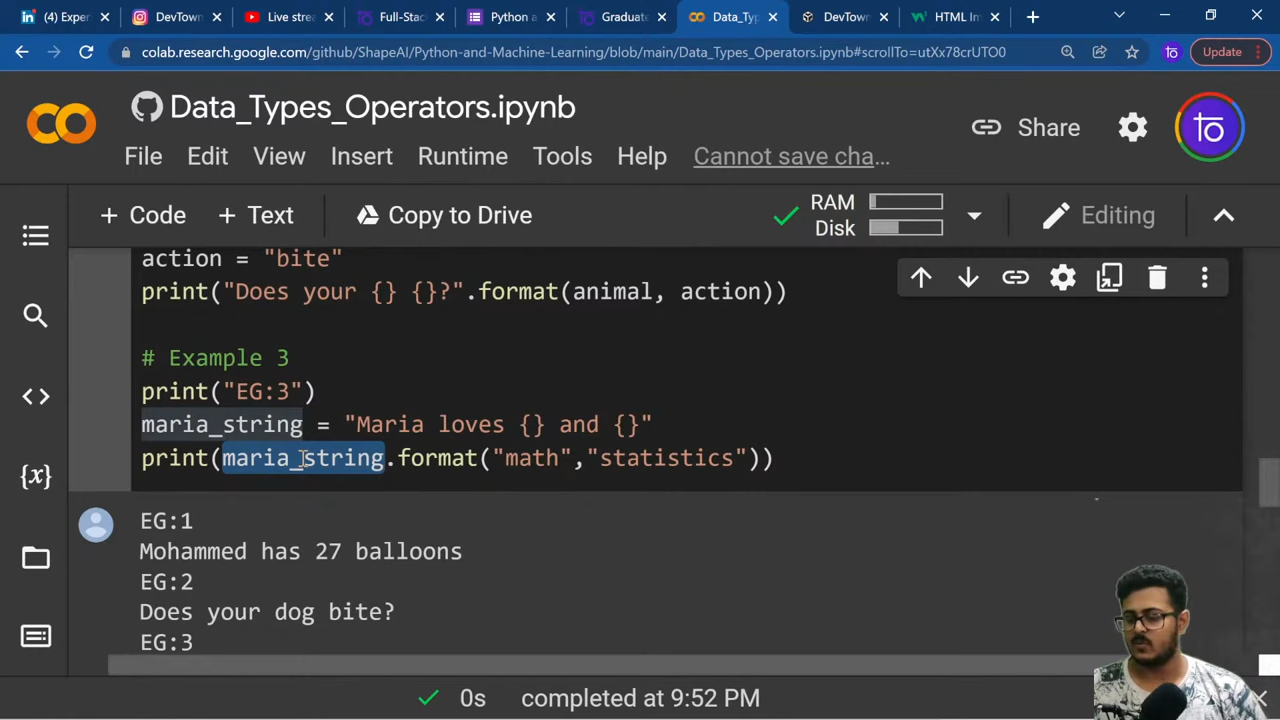 (4) Exper
DevTown
Live stre
Full-Stack
Python a
Graduate
Data_Typ
DevTown
HTML Im
colab.research.google.com/github/ShapeAI/Python-and-Machine-Learning/blob/main/Data_Types_Operators.ipynb#scrollTo=utXx78crUTO0
Update
Data_Types_Operators.ipynb
Share
File Edit View Insert Runtime Tools Help Cannot save cha…
+ Code + Text Copy to Drive
RAM
Disk
Editing
action = "bite"
print("Does your {} {}?".format(animal, action))
# Example 3
print("EG:3")
maria_string = "Maria loves {} and {}"
print(maria_string.format("math","statistics"))
EG:1
Mohammed has 27 balloons
EG:2
Does your dog bite?
EG:3
0s completed at 9:52 PM